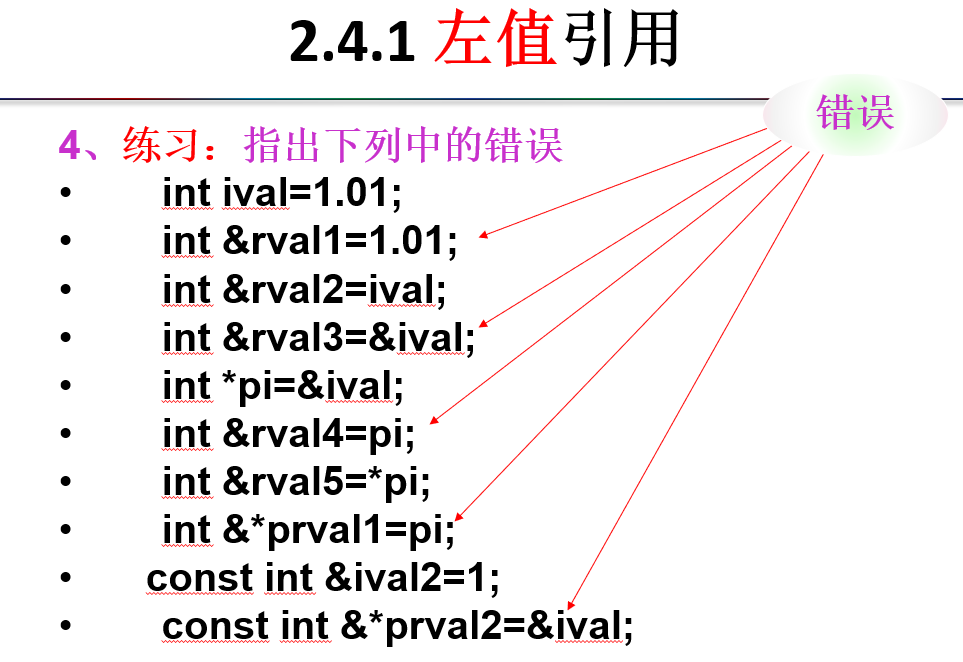 2.4.1 左值引用
错误
4、练习：指出下列中的错误
• int ival=1.01;
• int &rval1=1.01;
• int &rval2=ival;
• int &rval3=&ival;
• int *pi=&ival;
• int &rval4=pi;
• int &rval5=*pi;
• int &*prval1=pi;
• const int &ival2=1;
• const int &*prval2=&ival;